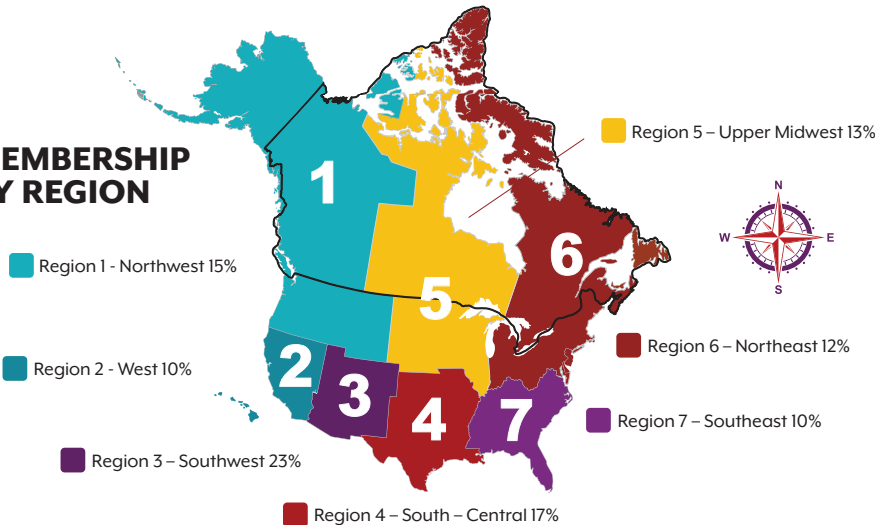 EMBERSHIP
Y REGION
Region 1 - Northwest 15%
Region 2 - West 10%
Region 3 – Southwest 23%
Region 4 – South – Central 17%
Region 5 – Upper Midwest 13%
Region 6 – Northeast 12%
Region 7 – Southeast 10%
1
2
3
4
5
6
7
N
W E
S